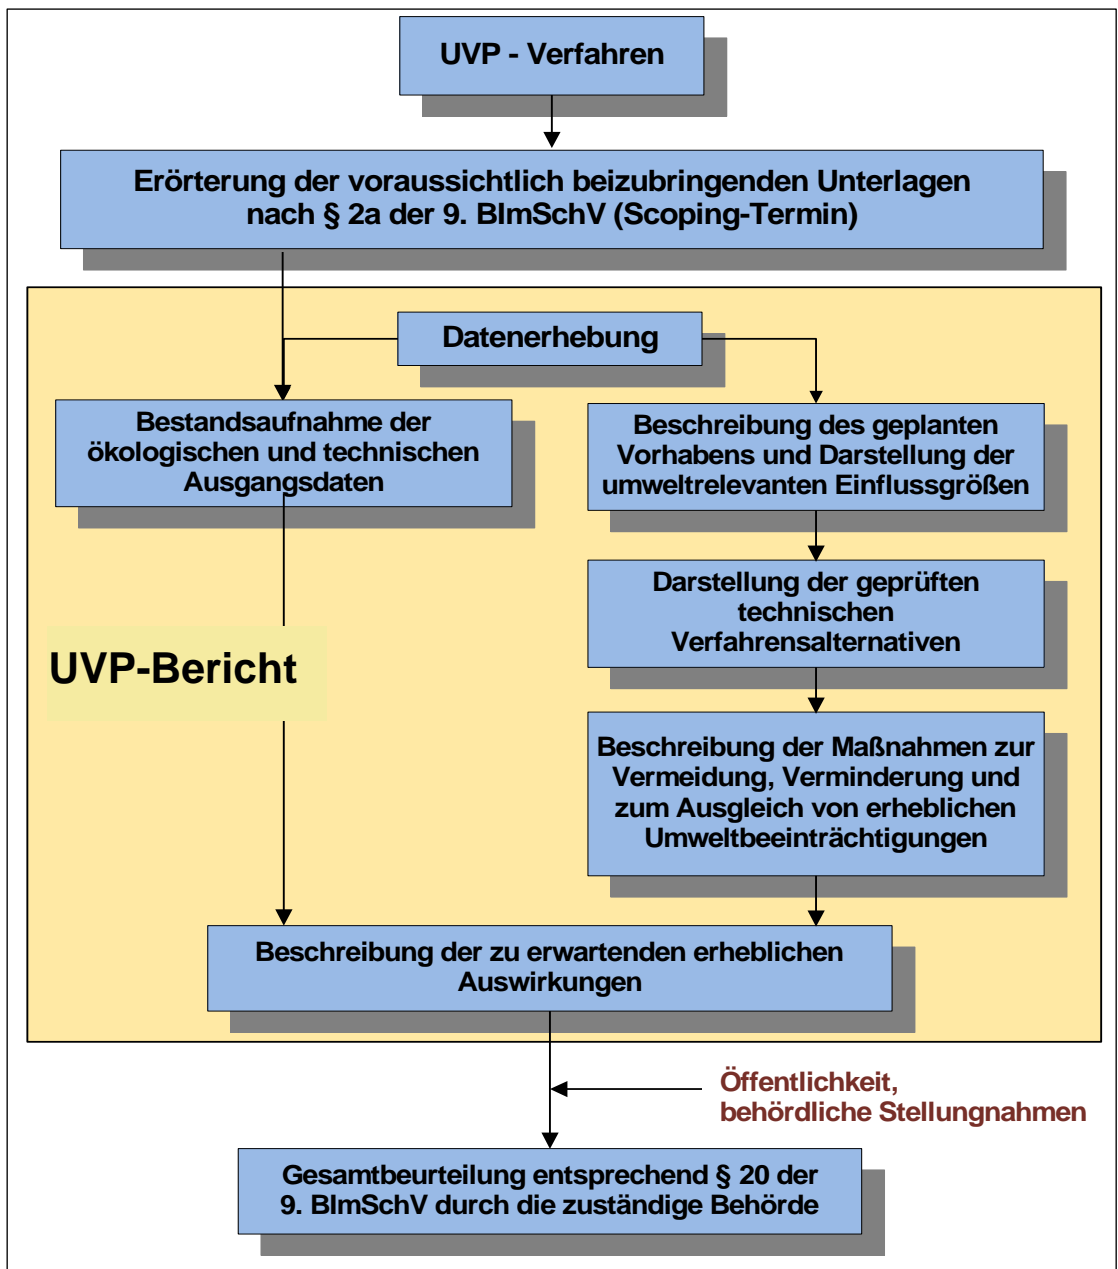 UVP - Verfahren
Erörterung der voraussichtlich beizubringenden Unterlagen
nach § 2a der 9. BImSchV (Scoping-Termin)
Datenerhebung
Bestandsaufnahme der
ökologischen und technischen
Ausgangsdaten
Beschreibung des geplanten
Vorhabens und Darstellung der
umweltrelevanten Einflussgrößen
Darstellung der geprüften
technischen
Verfahrensalternativen
UVP-Bericht
Beschreibung der Maßnahmen zur
Vermeidung, Verminderung und
zum Ausgleich von erheblichen
Umweltbeeinträchtigungen
Beschreibung der zu erwartenden erheblichen
Auswirkungen
Öffentlichkeit,
behördliche Stellungnahmen
Gesamtbeurteilung entsprechend § 20 der
9. BImSchV durch die zuständige Behörde